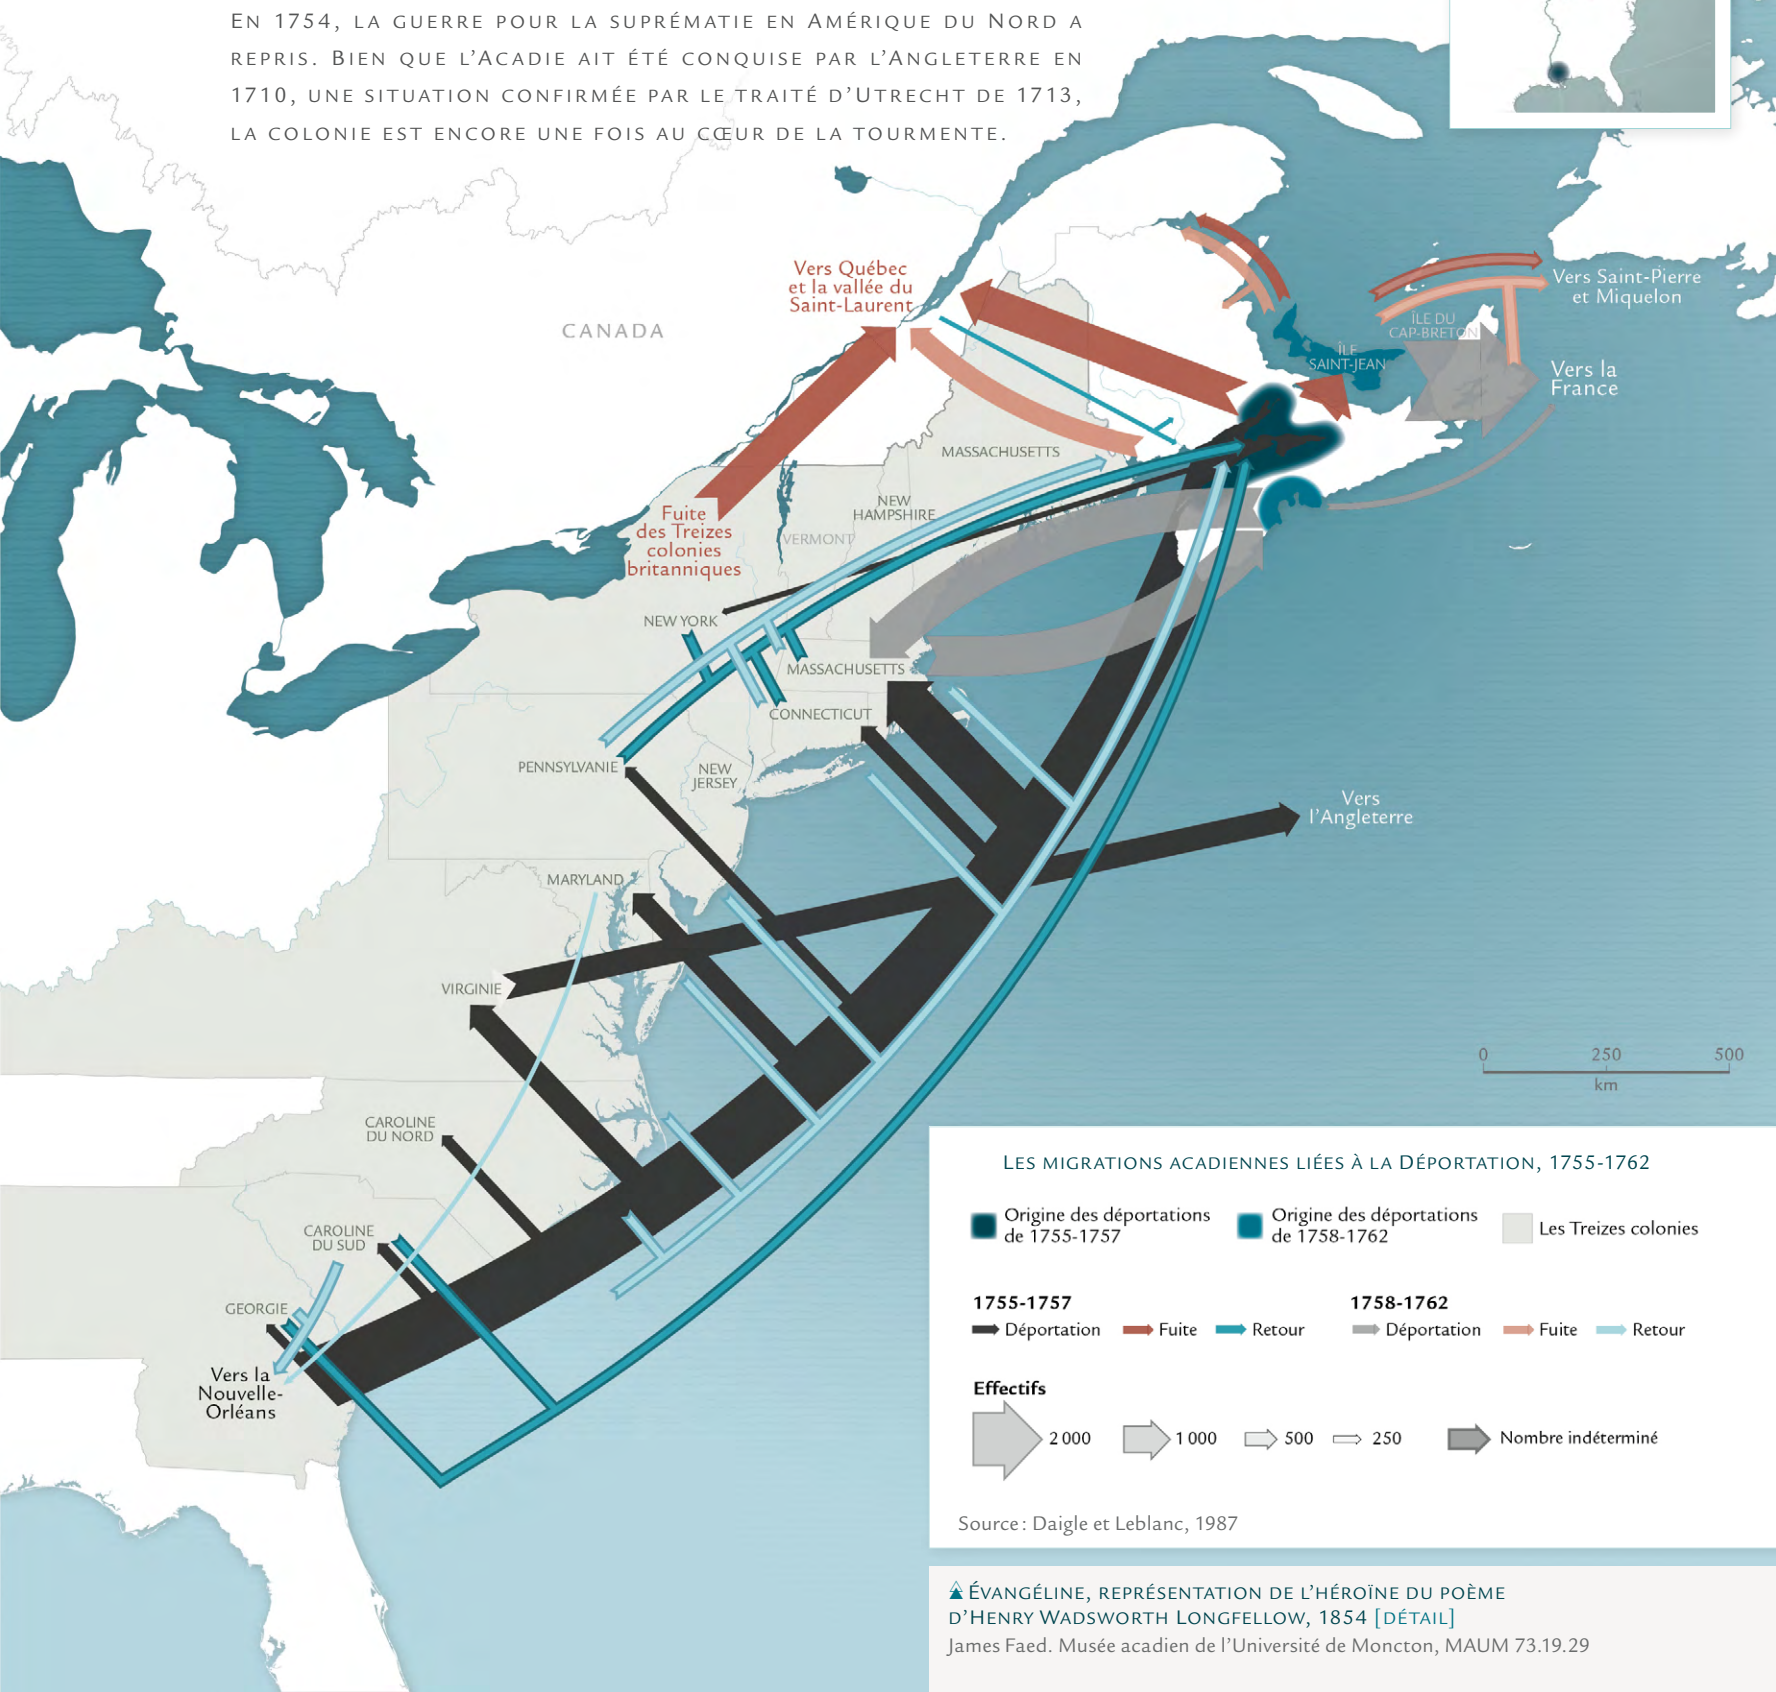 EN 1754, LA GUERRE POUR LA SUPRÉMATIE EN AMÉRIQUE DU NORD A
REPRIS. BIEN QUE L'ACADIE AIT ÉTÉ CONQUISE PAR L'ANGLETERRE EN
1710, UNE SITUATION CONFIRMÉE PAR LE TRAITÉ D'UTRECHT DE 1713,
LA COLONIE EST ENCORE UNE FOIS AU CŒUR DE LA TOURMENTE.
Vers Québec
et la vallée du
Saint-Laurent
CANADA
Vers Saint-Pierre
et Miquelon
ÎLE DU
CAP-BRETON
ÎLE
SAINT-JEAN
Vers la
France
MASSACHUSETTS
NEW
HAMPSHIRE
VERMONT
Fuite
des Treizes
colonies
britanniques
NEW YORK
MASSACHUSETTS
CONNECTICUT
PENNSYLVANIE
NEW
JERSEY
Vers
l'Angleterre
MARYLAND
VIRGINIE
0 250 500
km
CAROLINE
DU NORD
CAROLINE
DU SUD
GEORGIE
Vers la
Nouvelle-
Orléans
LES MIGRATIONS ACADIENNES LIÉES À LA DÉPORTATION, 1755-1762
Origine des déportations
de 1755-1757
Origine des déportations
de 1758-1762
Les Treizes colonies
1755-1757
Déportation Fuite Retour
1758-1762
Déportation Fuite Retour
Effectifs
2 000 1 000 500 250 Nombre indéterminé
Source : Daigle et Leblanc, 1987
ÉVANGÉLINE, REPRÉSENTATION DE L'HÉROÏNE DU POÈME
D'HENRY WADSWORTH LONGFELLOW, 1854 [DÉTAIL]
James Faed. Musée acadien de l'Université de Moncton, MAUM 73.19.29